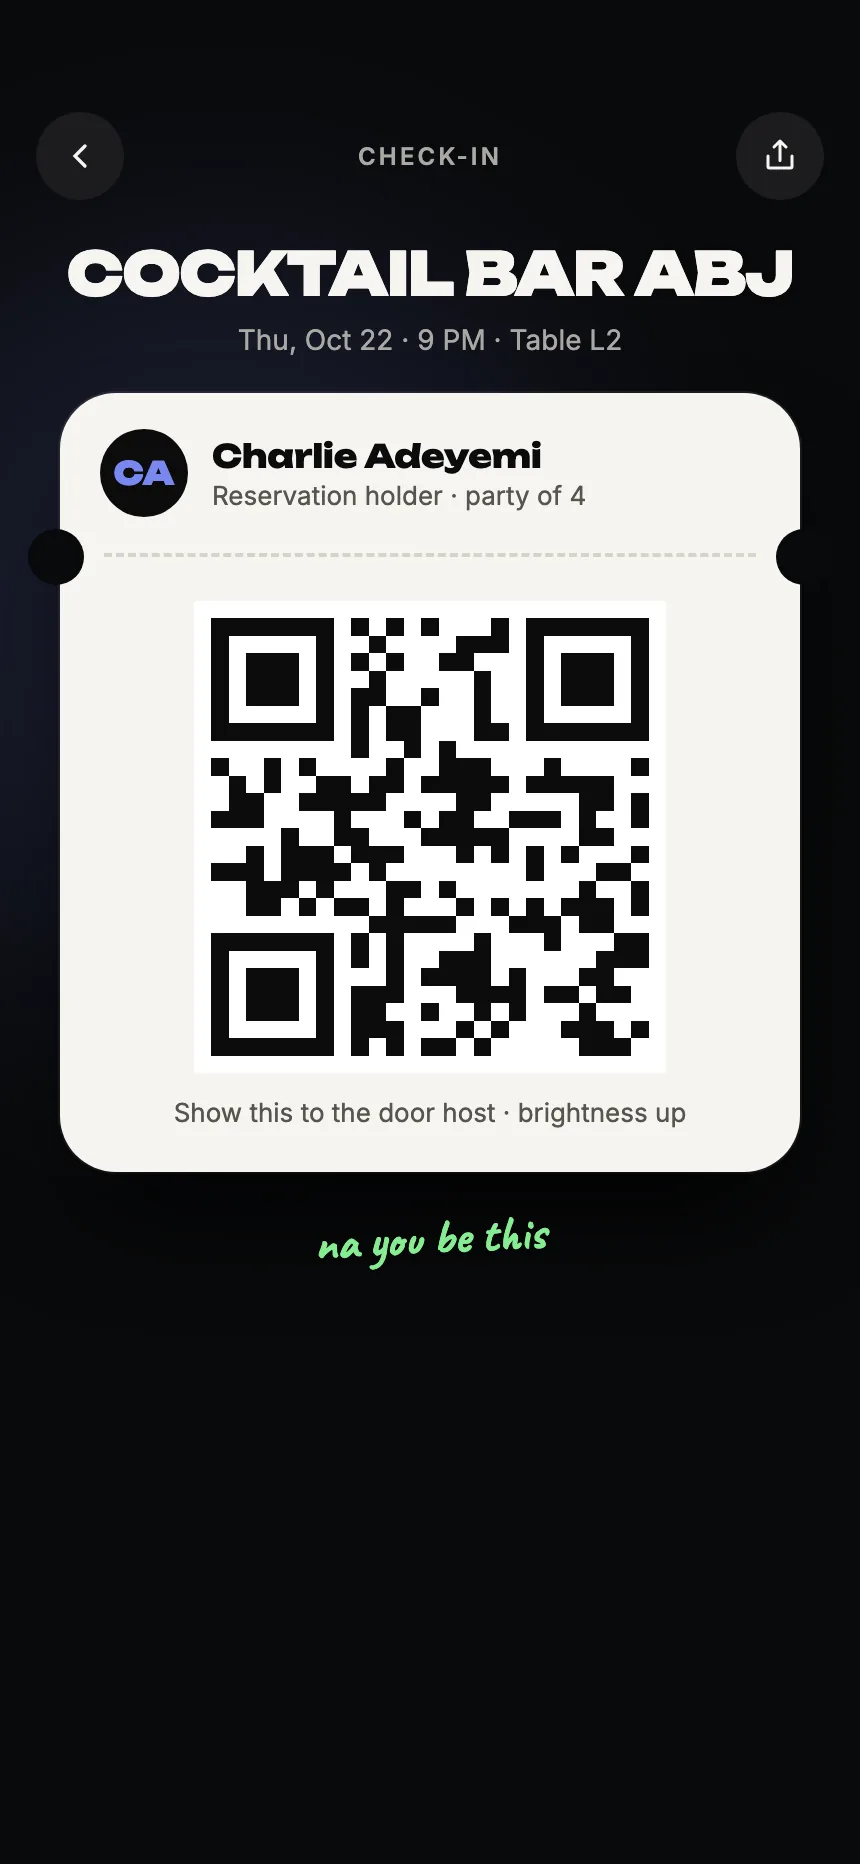 CHECK-IN
COCKTAIL BAR ABJ
Thu, Oct 22 · 9 PM · Table L2
CA
Charlie Adeyemi
Reservation holder · party of 4
Show this to the door host · brightness up
na you be this